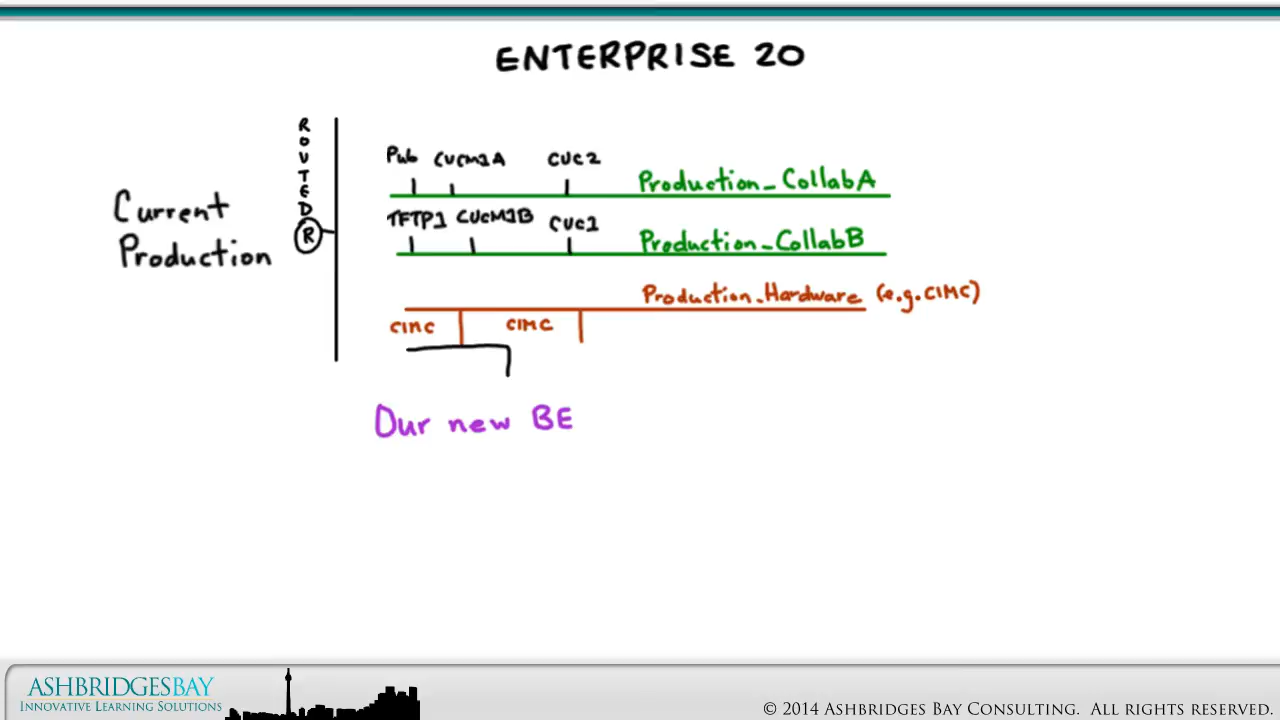 ENTERPRISE 20
ROUTED
R
Current
Production
Pub CUCM1A CUC2
Production_CollabA
TFTP1 CUCM1B CUC1
Production_CollabB
Production_Hardware (e.g. CIMC)
CIMC CIMC
Our new BE
ASHBRIDGESBAY
INNOVATIVE LEARNING SOLUTIONS
© 2014 ASHBRIDGES BAY CONSULTING. ALL RIGHTS RESERVED.